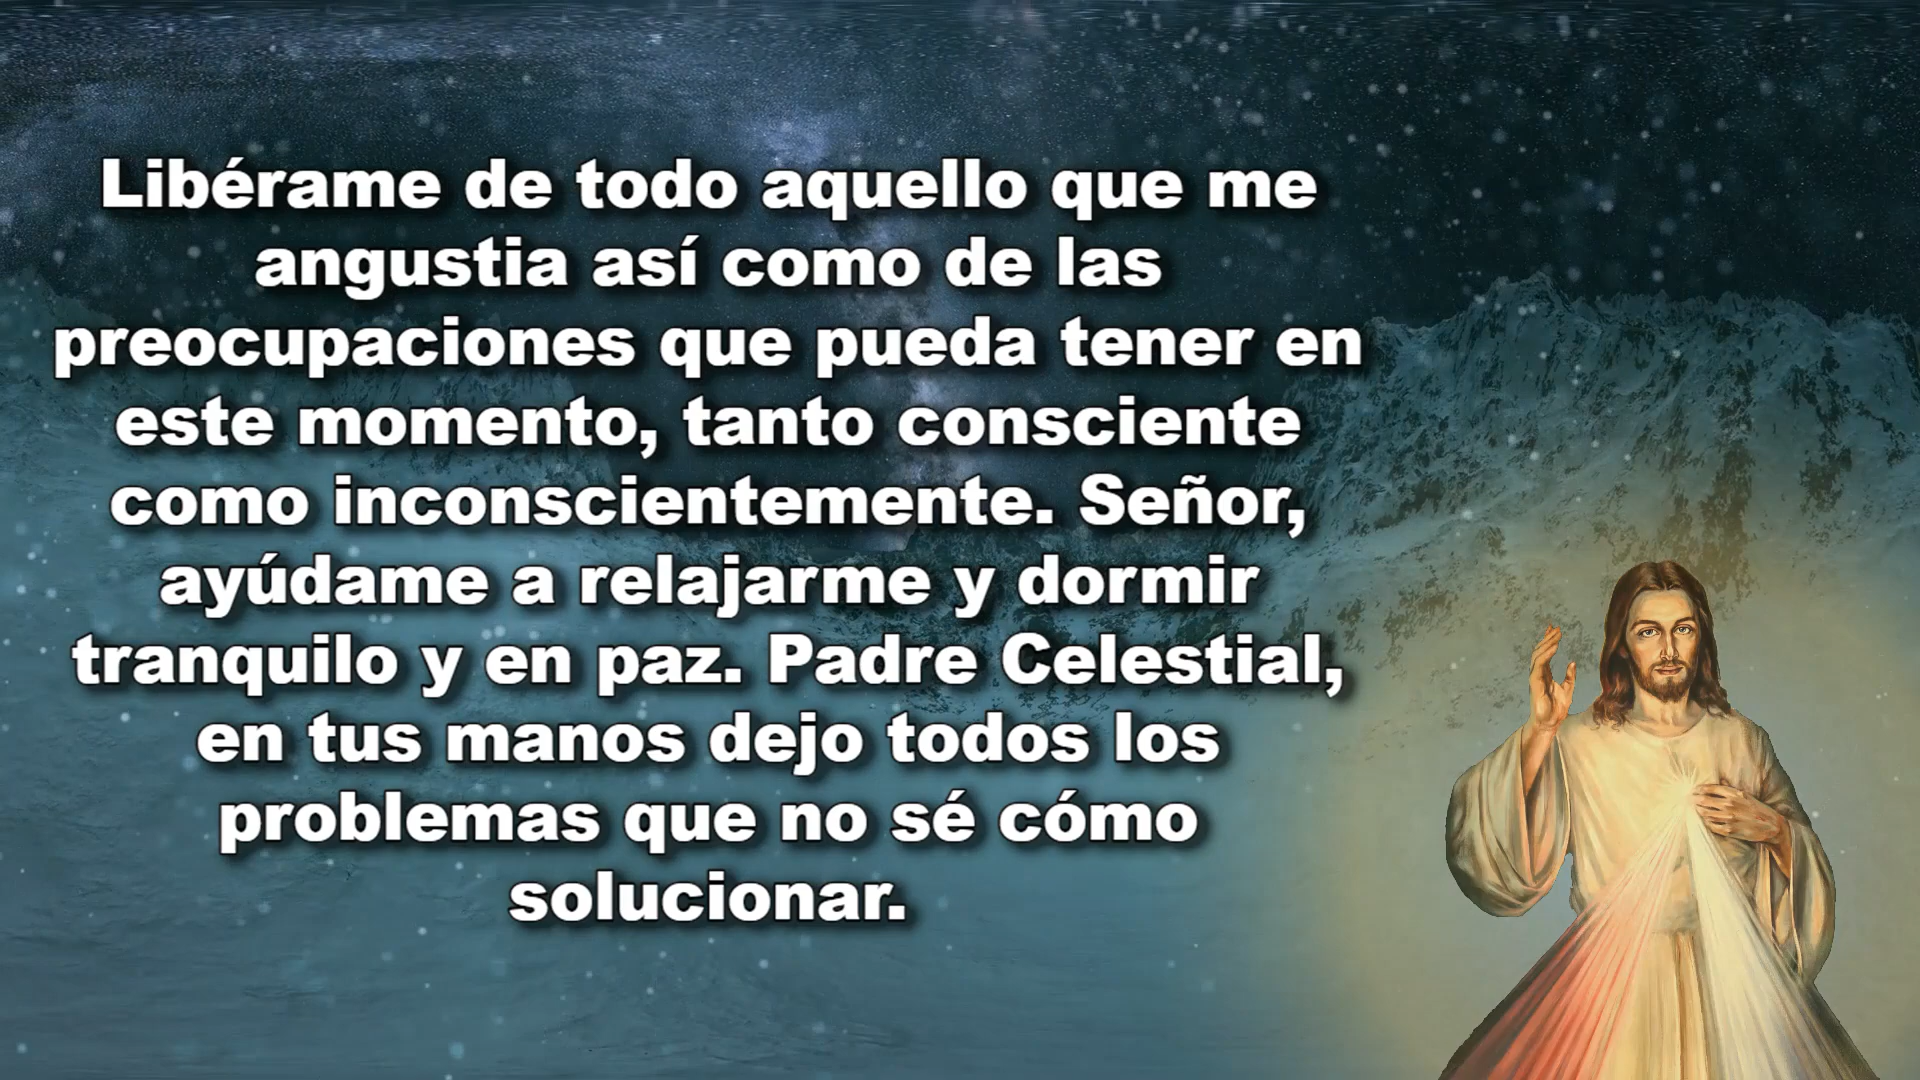 Libérame de todo aquello que me
angustia así como de las
preocupaciones que pueda tener en
este momento, tanto consciente
como inconscientemente. Señor,
ayúdame a relajarme y dormir
tranquilo y en paz. Padre Celestial,
en tus manos dejo todos los
problemas que no sé cómo
solucionar.